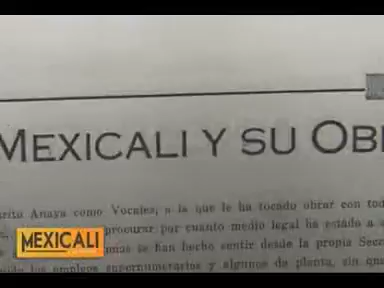 MEXICALI Y SU OB
Anaya como Vocales, a la que le ha tocado obrar con tod
procurar por cuanto medio legal ha estado a
se han hecho sentir desde la propia Secr
los empleos supernumerarios y algunos de planta, sin que
MEXICALI